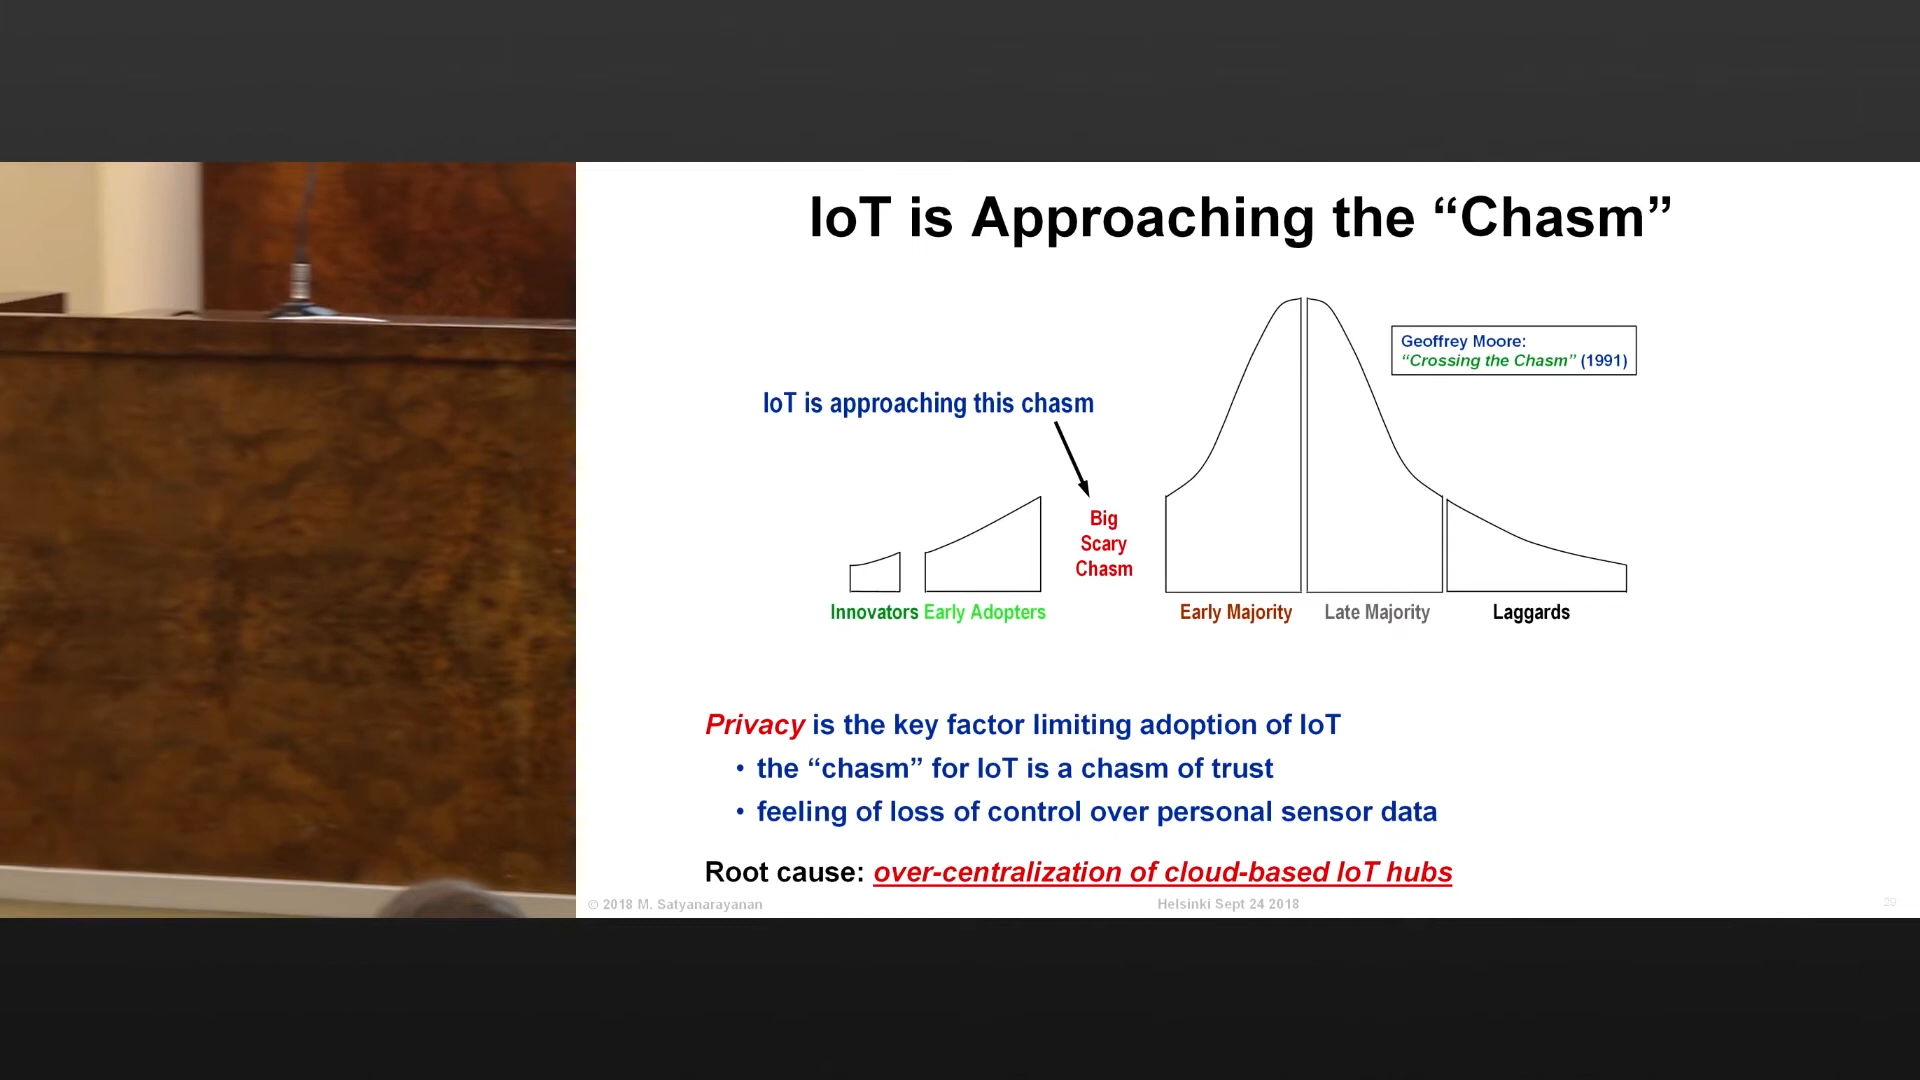 IoT is Approaching the “Chasm”
Geoffrey Moore:
“Crossing the Chasm” (1991)
IoT is approaching this chasm
Big
Scary
Chasm
Innovators Early Adopters Early Majority Late Majority Laggards
Privacy is the key factor limiting adoption of IoT
• the “chasm” for IoT is a chasm of trust
• feeling of loss of control over personal sensor data
Root cause: over-centralization of cloud-based IoT hubs
© 2018 M. Satyanarayanan Helsinki Sept 24 2018 29